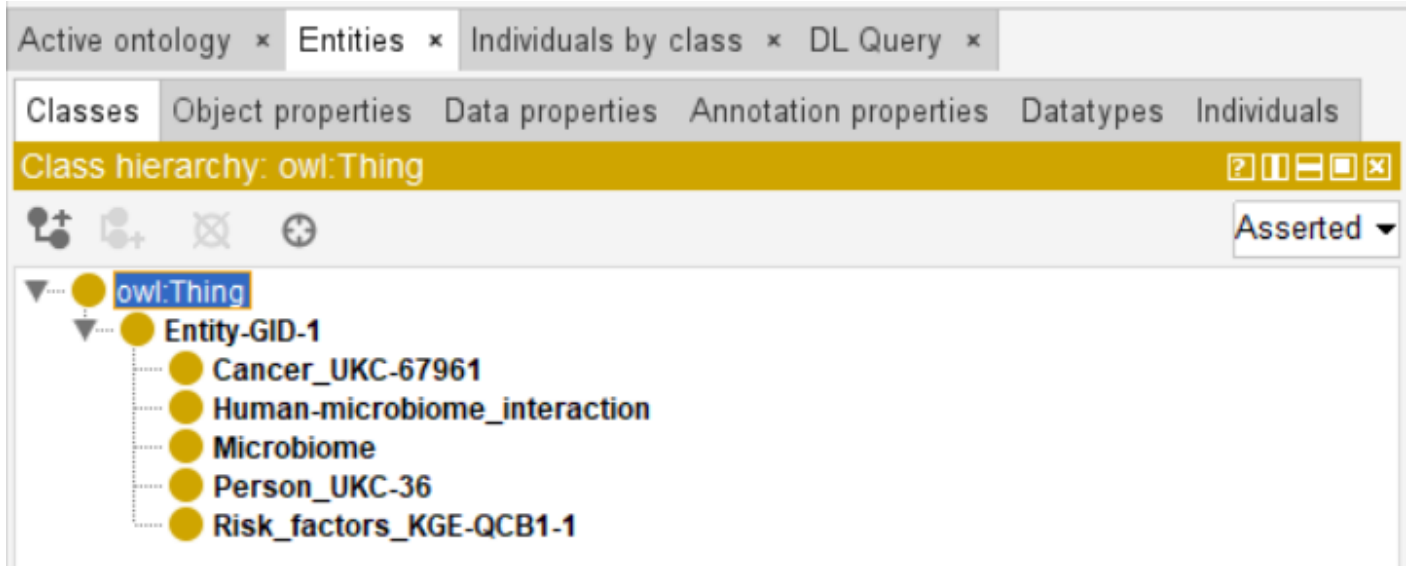 Active ontology × Entities × Individuals by class × DL Query ×
Classes Object properties Data properties Annotation properties Datatypes Individuals
Class hierarchy: owl:Thing
Asserted
owl:Thing
Entity-GID-1
Cancer_UKC-67961
Human-microbiome_interaction
Microbiome
Person_UKC-36
Risk_factors_KGE-QCB1-1